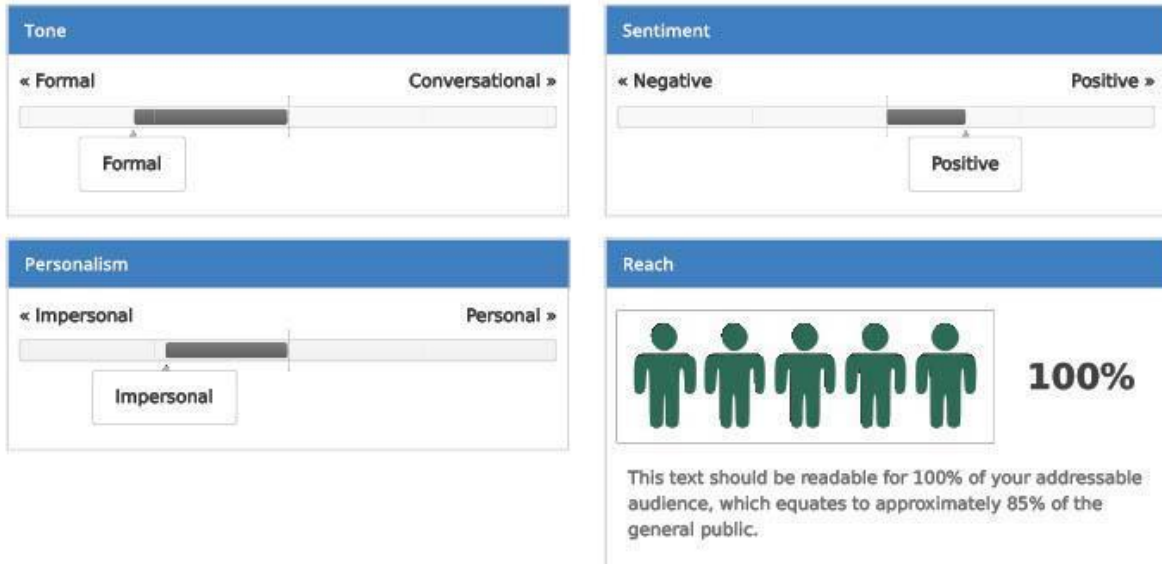 Tone
« Formal Conversational »
Formal
Sentiment
« Negative Positive »
Positive
Personalism
« Impersonal Personal »
Impersonal
Reach
100%
This text should be readable for 100% of your addressable
audience, which equates to approximately 85% of the
general public.